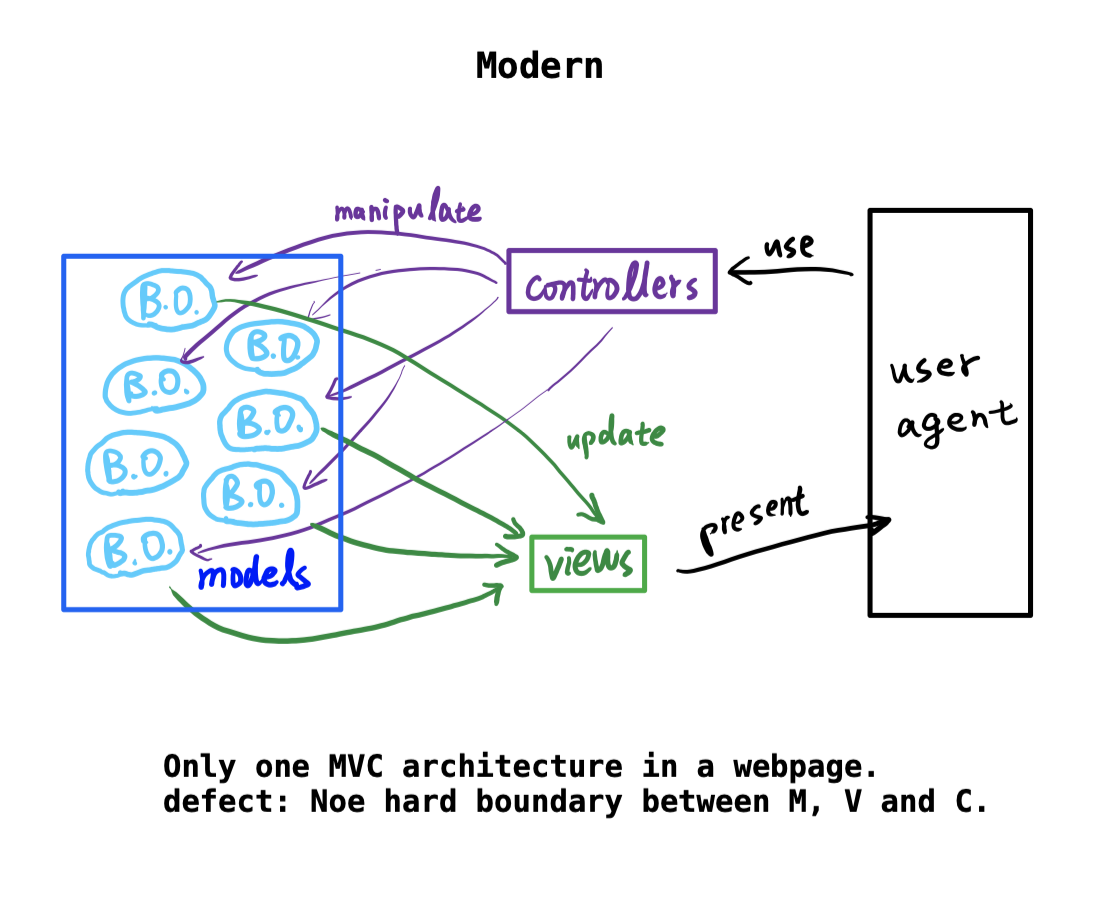 Modern
manipulate
controllers
use
B.O.
B.O.
B.O.
B.O.
B.O.
B.O.
B.O.
models
update
views
present
user
agent
Only one MVC architecture in a webpage.
defect: Noe hard boundary between M, V and C.